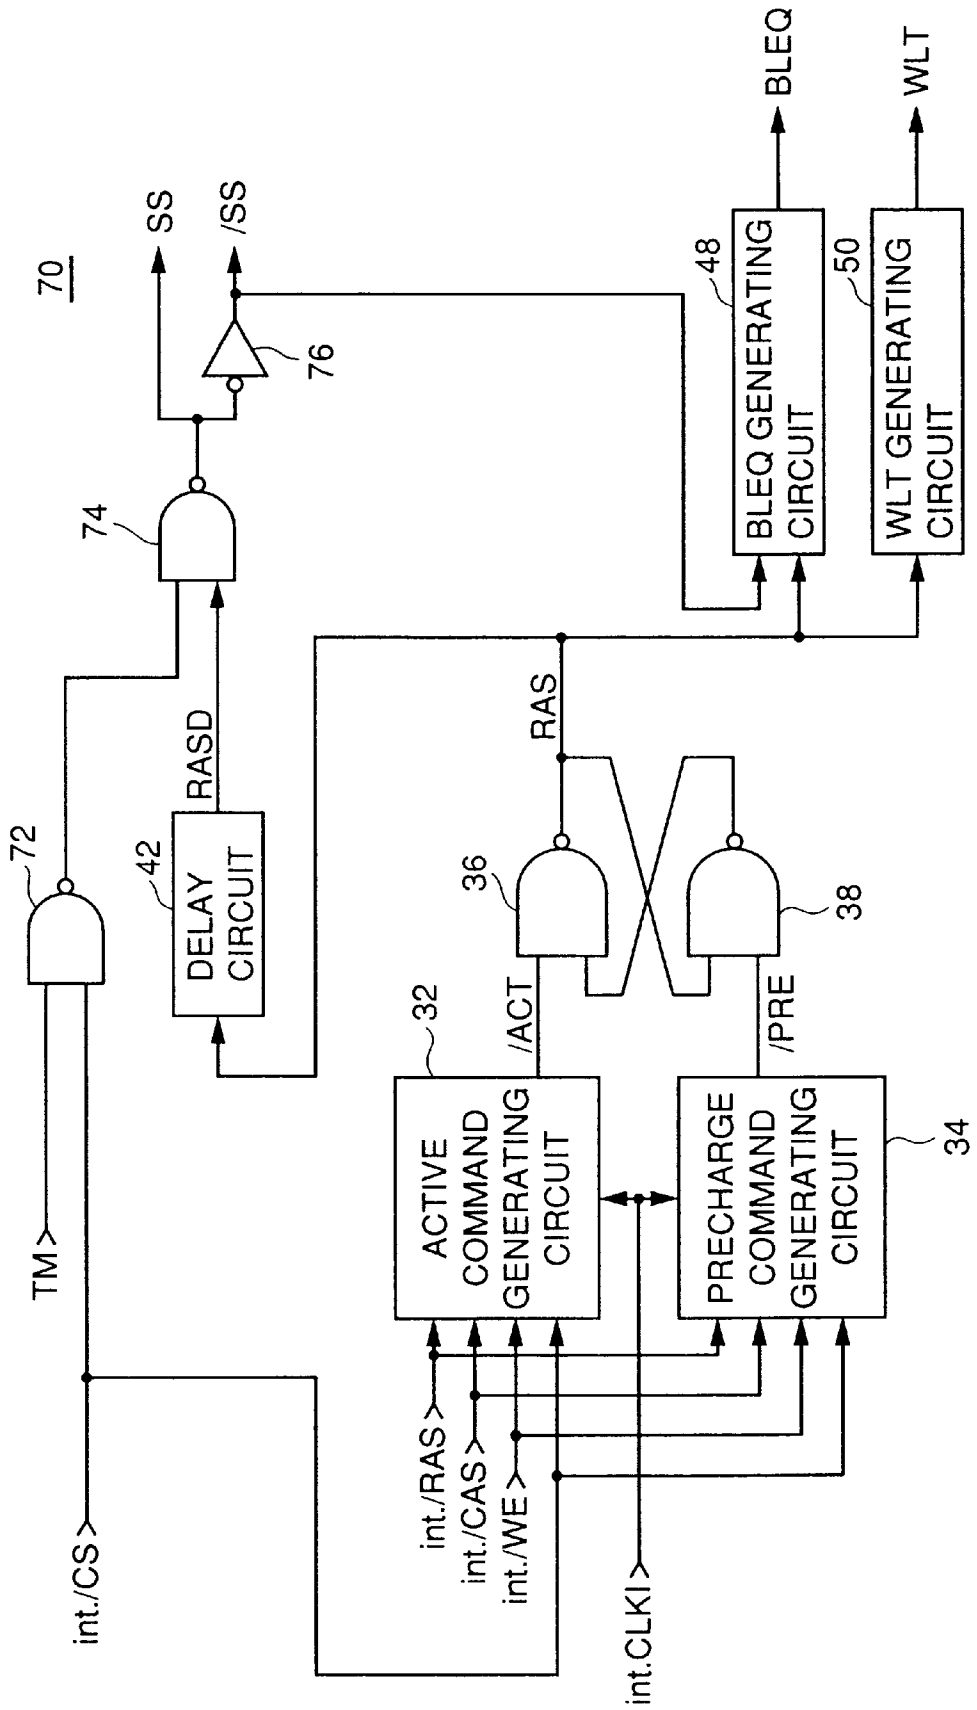 70
int./CS
TM
72
74
SS
/SS
76
42
DELAY
CIRCUIT
RASD
int./RAS
int./CAS
int./WE
int.CLKI
32
ACTIVE
COMMAND
GENERATING
CIRCUIT
/ACT
36
RAS
PRECHARGE
COMMAND
GENERATING
CIRCUIT
34
/PRE
38
48
BLEQ GENERATING
CIRCUIT
BLEQ
50
WLT GENERATING
CIRCUIT
WLT